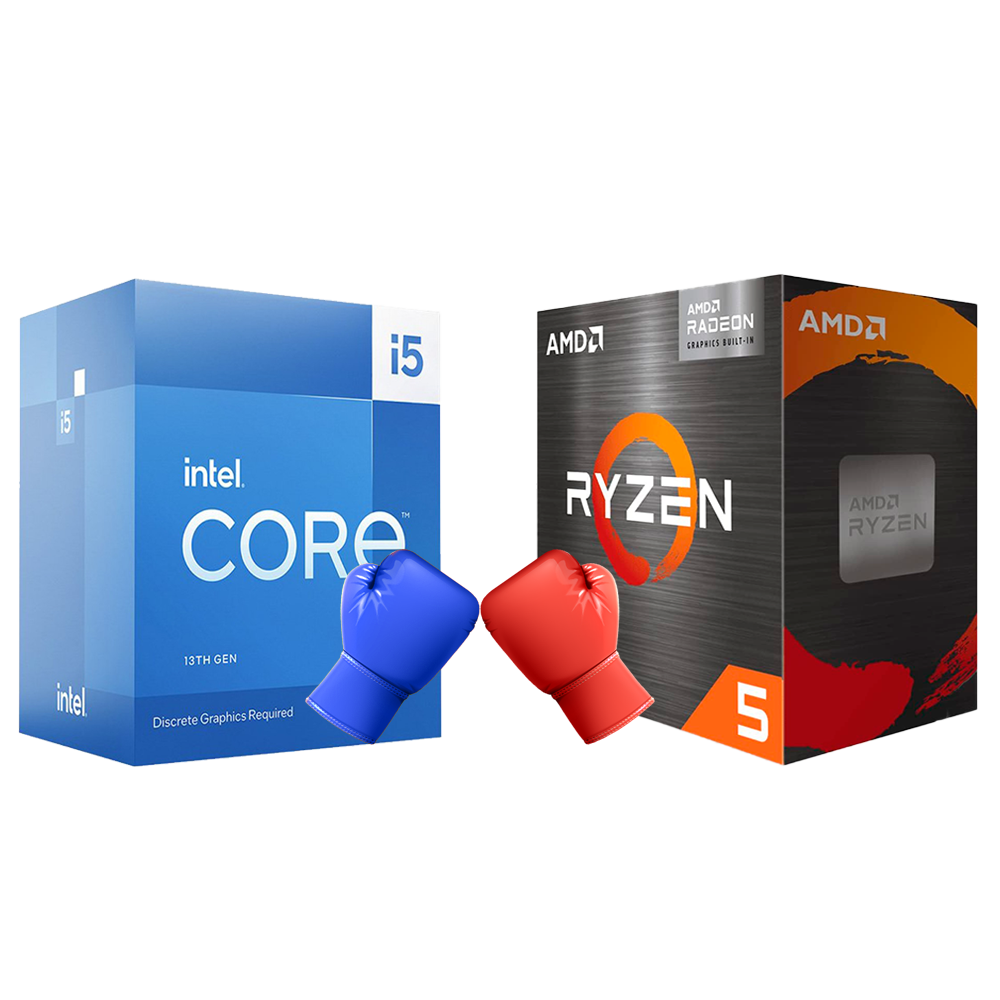 i5
i5
intel.
CORE™
13TH GEN
intel.
Discrete Graphics Required
AMD
RADEON
GRAPHICS BUILT-IN
AMD
AMD
RYZEN
AMD
RYZEN
5